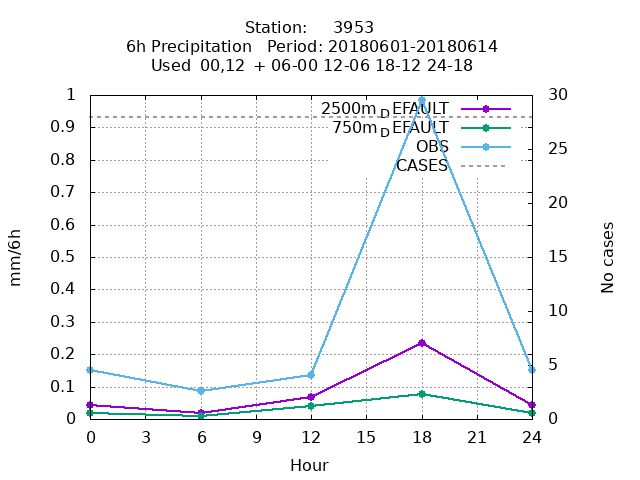 Station: 3953
6h Precipitation Period: 20180601-20180614
Used 00,12 + 06-00 12-06 18-12 24-18
2500m_DEFAULT
750m_DEFAULT
OBS
CASES
1
0.9
0.8
0.7
0.6
0.5
0.4
0.3
0.2
0.1
0
mm/6h
30
25
20
15
10
5
0
No cases
0 3 6 9 12 15 18 21 24
Hour